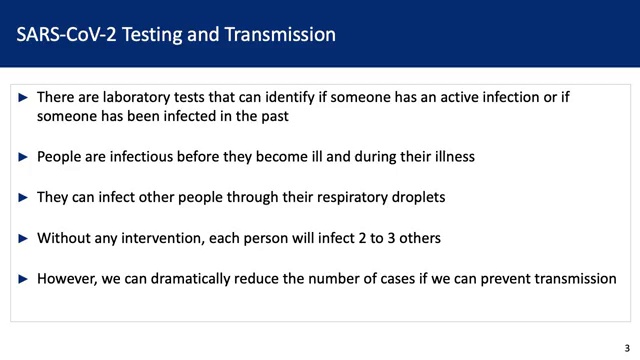 SARS-CoV-2 Testing and Transmission
► There are laboratory tests that can identify if someone has an active infection or if
someone has been infected in the past
► People are infectious before they become ill and during their illness
► They can infect other people through their respiratory droplets
► Without any intervention, each person will infect 2 to 3 others
► However, we can dramatically reduce the number of cases if we can prevent transmission
3